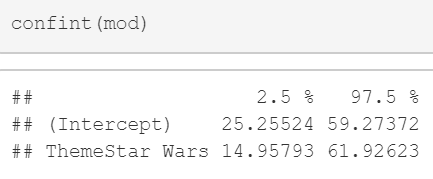 confint(mod)
##                    2.5 %   97.5 %
## (Intercept)     25.25524 59.27372
## ThemeStar Wars 14.95793 61.92623